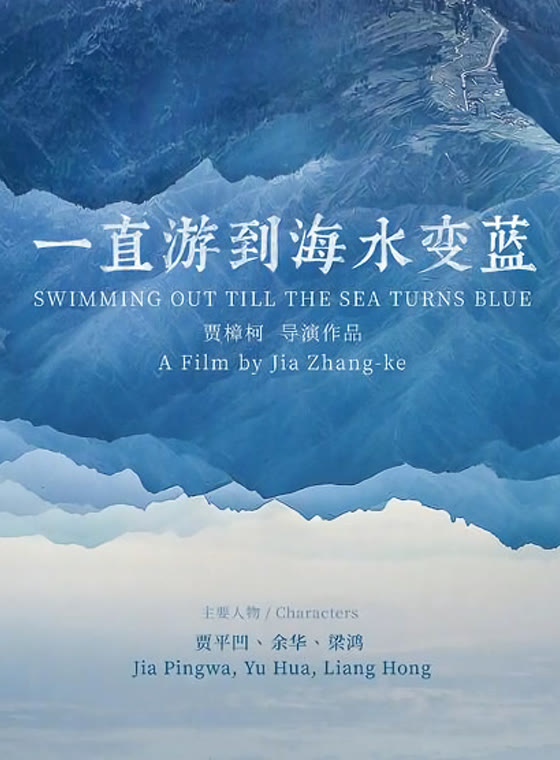 一直游到海水变蓝
SWIMMING OUT TILL THE SEA TURNS BLUE
贾樟柯 导演作品
A Film by Jia Zhang-ke
主要人物 / Characters
贾平凹、余华、梁鸿
Jia Pingwa, Yu Hua, Liang Hong